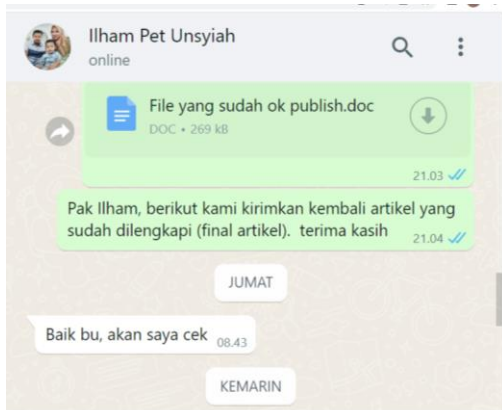 Ilham Pet Unsyiah
online
File yang sudah ok publish.doc
DOC • 269 kB
21.03
Pak Ilham, berikut kami kirimkan kembali artikel yang
sudah dilengkapi (final artikel). terima kasih 21.04
JUMAT
Baik bu, akan saya cek 08.43
KEMARIN